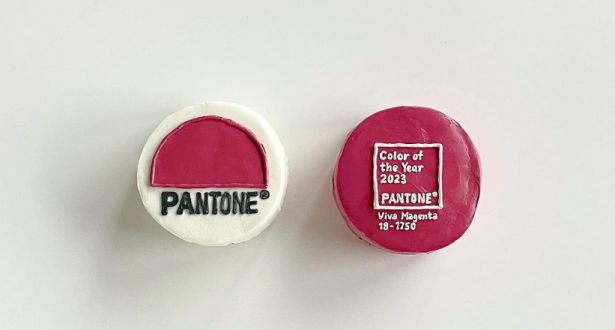 PANTONE®
Color of
the Year
2023
PANTONE®
Viva Magenta
18-1750